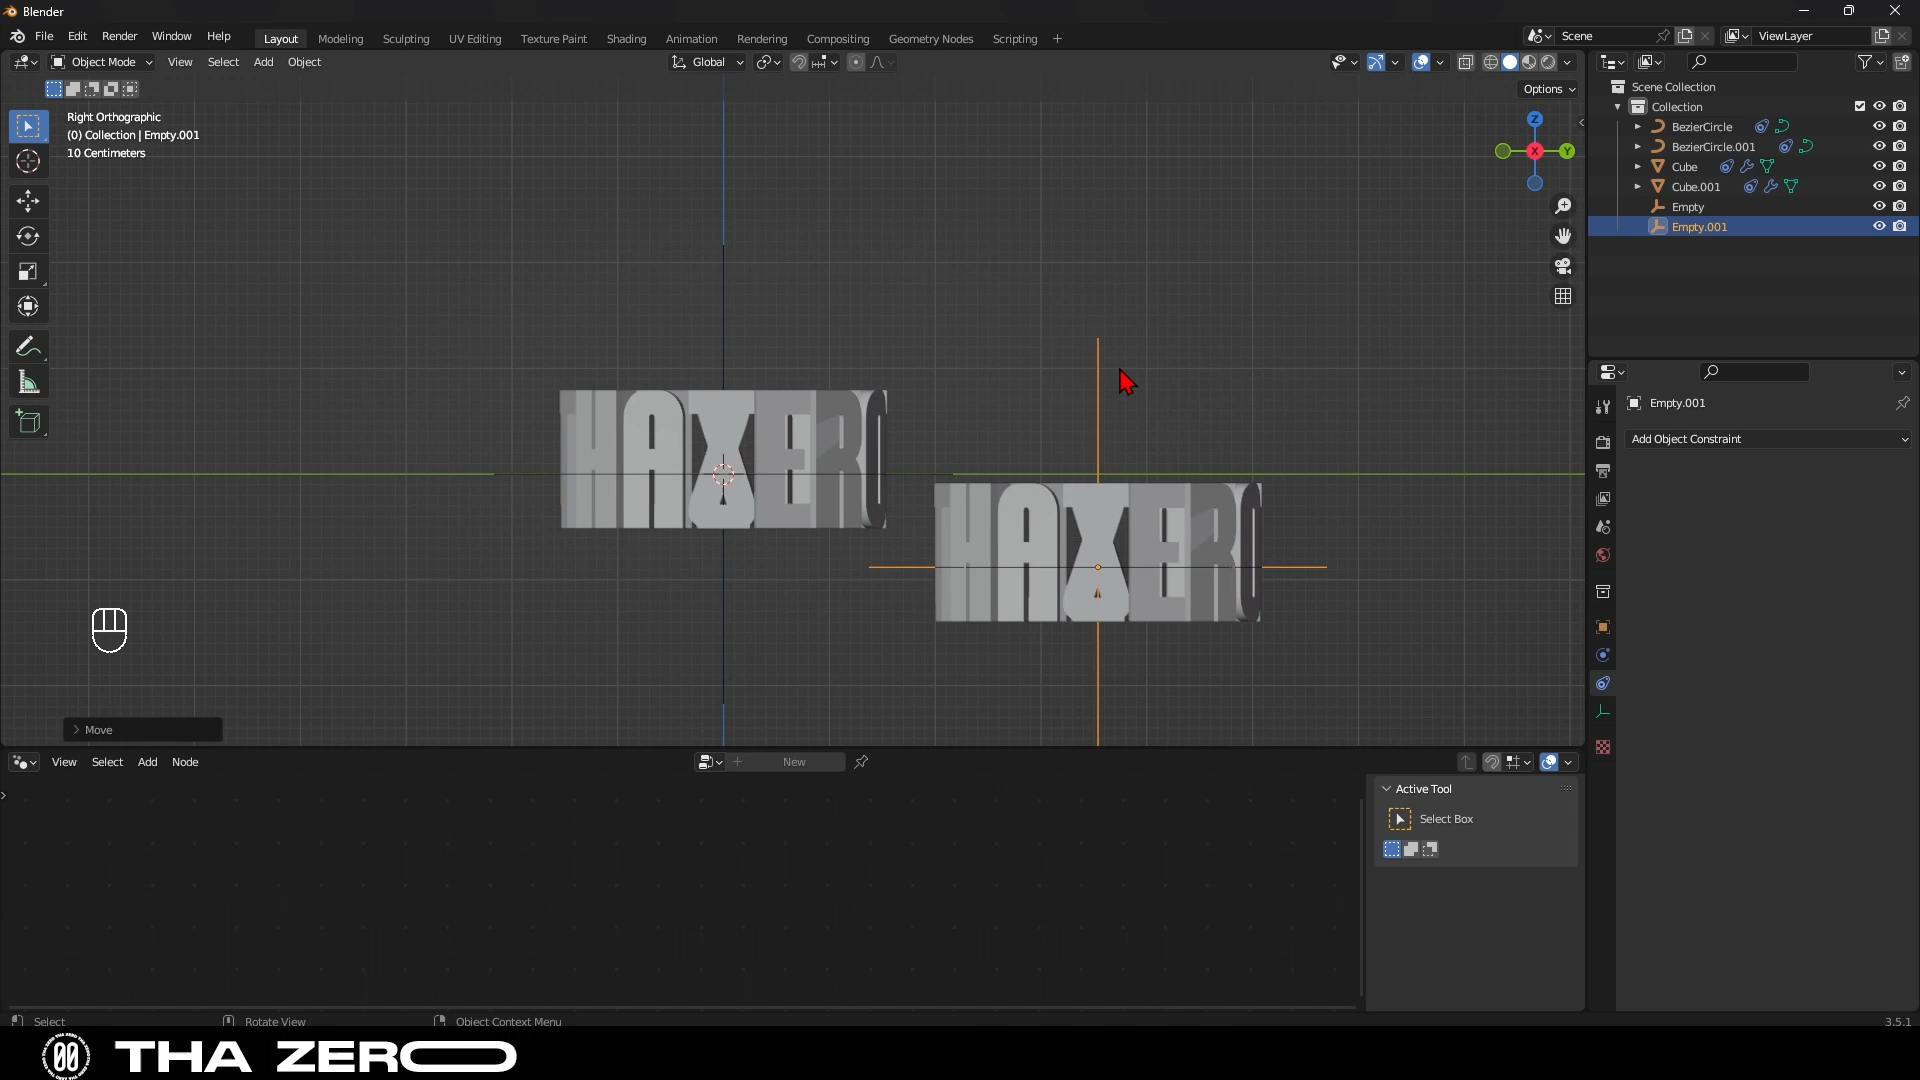 Blender
File Edit Render Window Help Layout Modeling Sculpting UV Editing Texture Paint Shading Animation Rendering Compositing Geometry Nodes Scripting + Scene ViewLayer
Object Mode View Select Add Object Global
Options
Right Orthographic
(0) Collection | Empty.001
10 Centimeters
Z
X
Y
Scene Collection
Collection
BezierCircle
BezierCircle.001
Cube
Cube.001
Empty
Empty.001
Empty.001
Add Object Constraint
Move
View Select Add Node New
Active Tool
Select Box
Select Rotate View Object Context Menu 3.5.1
00 THA ZERO